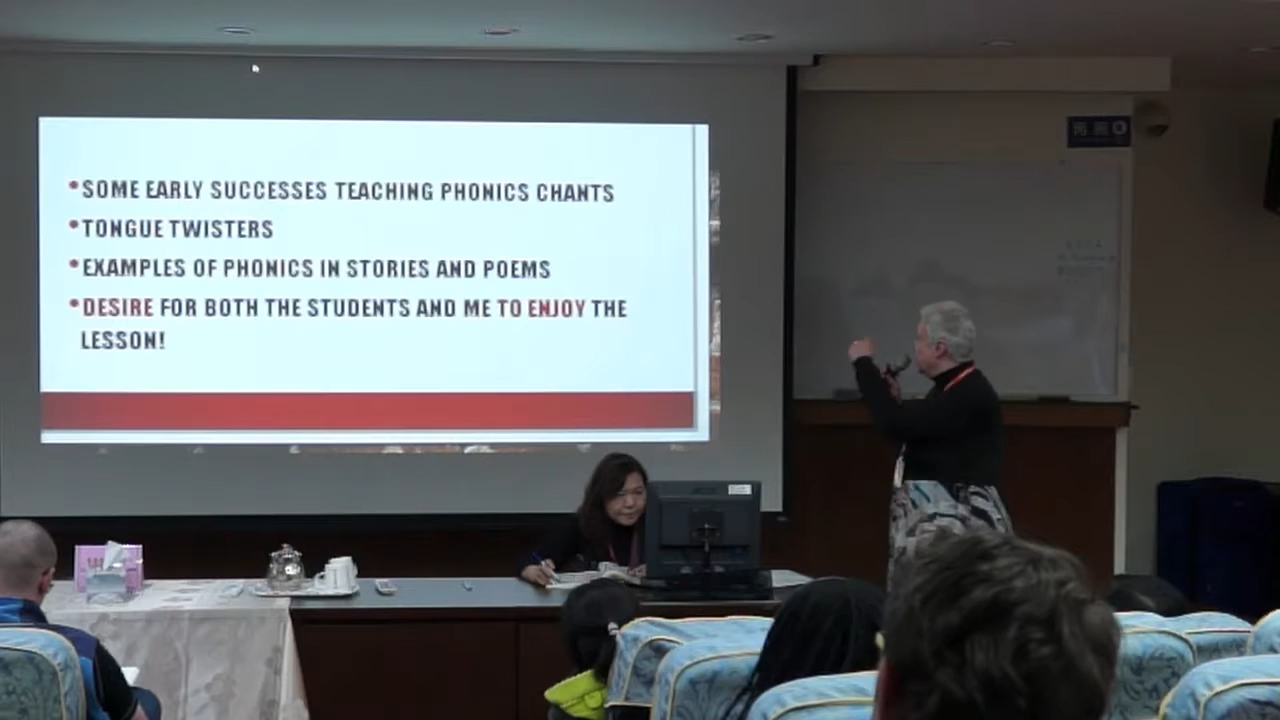 •SOME EARLY SUCCESSES TEACHING PHONICS CHANTS
•TONGUE TWISTERS
•EXAMPLES OF PHONICS IN STORIES AND POEMS
•DESIRE FOR BOTH THE STUDENTS AND ME TO ENJOY THE
LESSON!